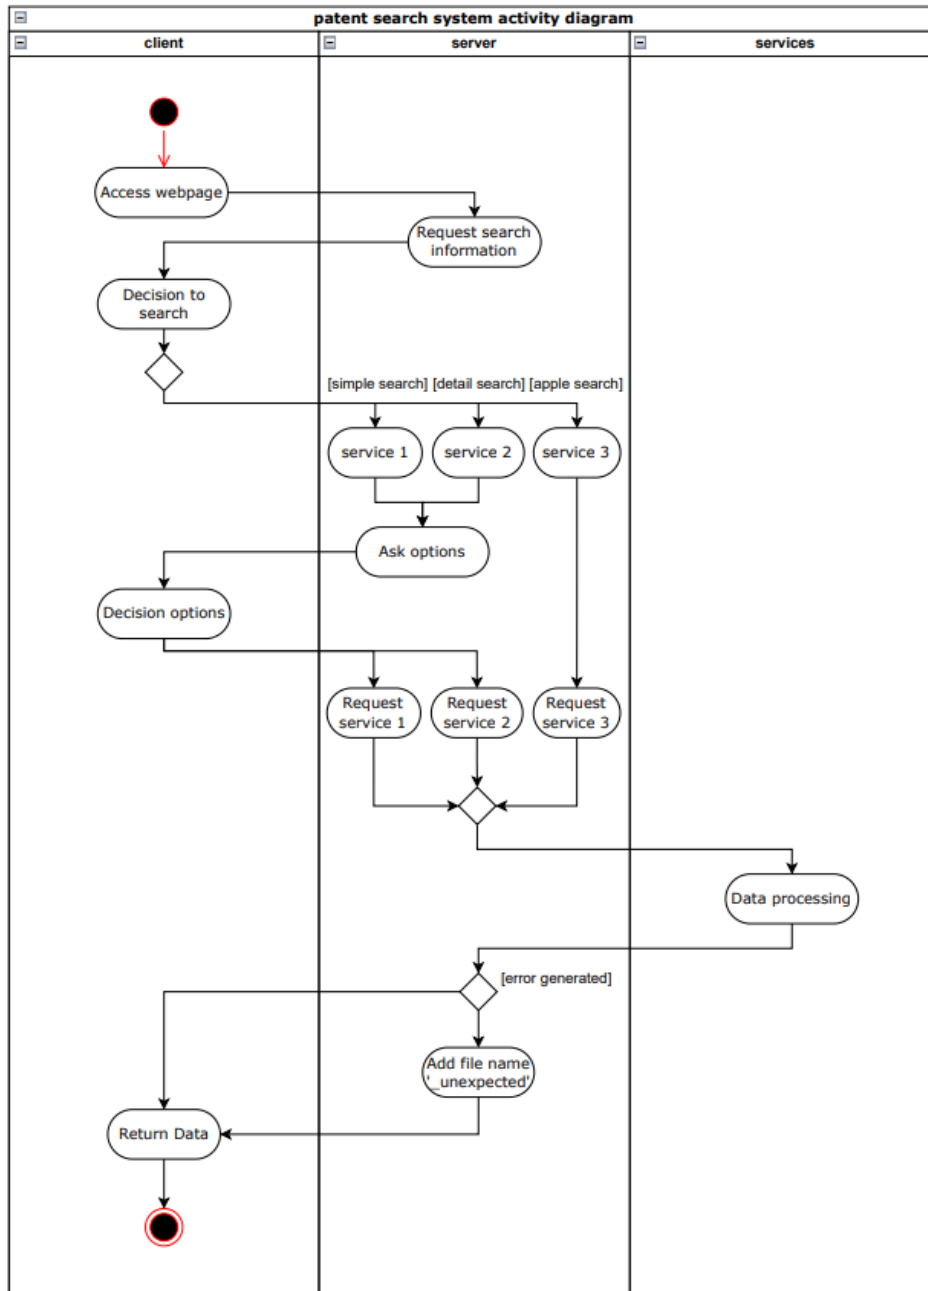 patent search system activity diagram
client
server
services
Access webpage
Request search
information
Decision to
search
[simple search] [detail search] [apple search]
service 1
service 2
service 3
Ask options
Decision options
Request
service 1
Request
service 2
Request
service 3
Data processing
[error generated]
Add file name
'_unexpected'
Return Data